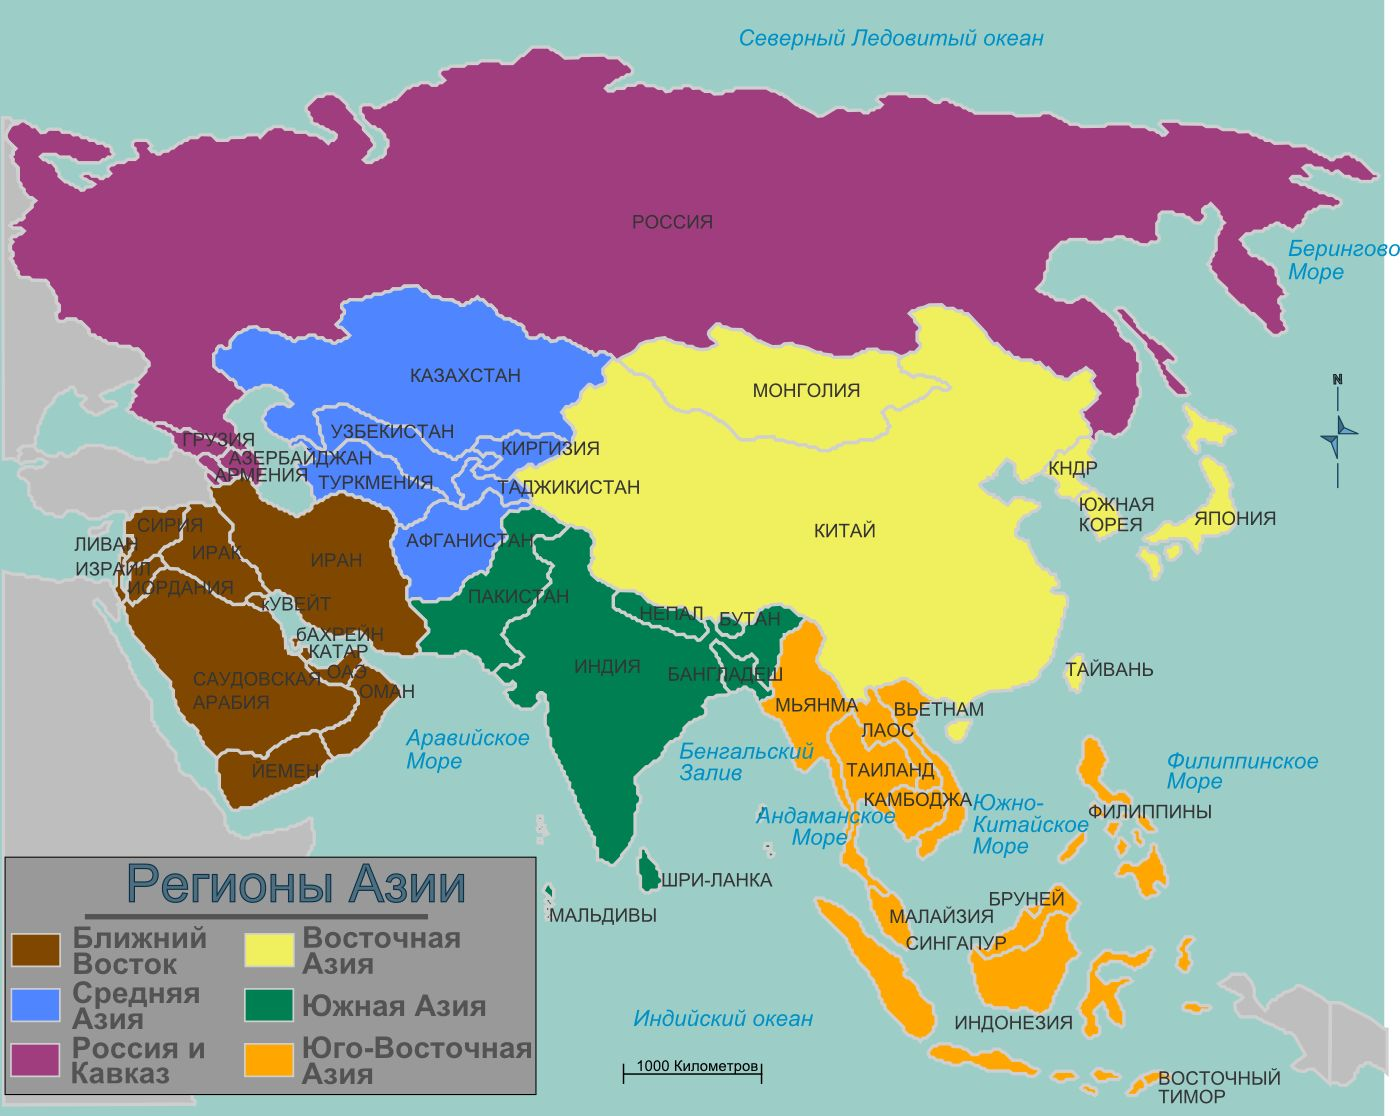 Северный Ледовитый океан
РОССИЯ
Берингово
Море
КАЗАХСТАН
МОНГОЛИЯ
N
УЗБЕКИСТАН
ГРУЗИЯ
КИРГИЗИЯ
АЗЕРБАЙДЖАН
АРМЕНИЯ
ТУРКМЕНИЯ
ТАДЖИКИСТАН
КНДР
ЮЖНАЯ
КОРЕЯ
ЯПОНИЯ
СИРИЯ
КИТАЙ
ЛИВАН
ИРАК
ИРАН
АФГАНИСТАН
ИЗРАИЛ
ИОРДАНИЯ
ПАКИСТАН
кУВЕЙТ
НЕПАЛ
БУТАН
бАХРЕЙН
КАТАР
ИНДИЯ
БАНГЛАДЕШ
ТАЙВАНЬ
САУДОВСКАЯ
АРАВИЯ
ОАЭ
ОМАН
МЬЯНМА
ВЬЕТНАМ
ЛАОС
Аравийское
Море
Бенгальский
Залив
ЙЕМЕН
ТАИЛАНД
Филиппинское
Море
КАМБОДЖА
Южно-
Китайское
Море
ФИЛИППИНЫ
Андаманское
Море
ШРИ-ЛАНКА
МАЛЬДИВЫ
БРУНЕЙ
МАЛАЙЗИЯ
СИНГАПУР
Индийский океан
ИНДОНЕЗИЯ
1000 Километров
ВОСТОЧНЫЙ
ТИМОР
Регионы Азии
Ближний
Восток
Средняя
Азия
Россия и
Кавказ
Восточная
Азия
Южная Азия
Юго-Восточная
Азия